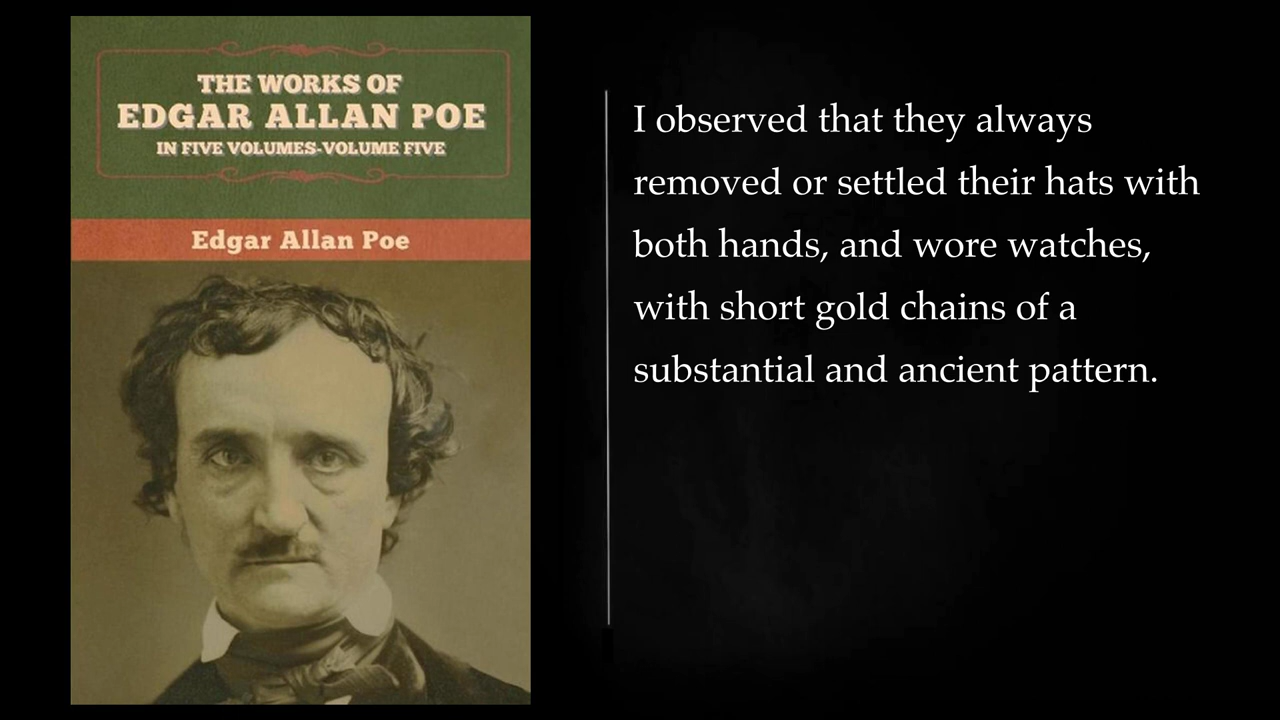 THE WORKS OF
EDGAR ALLAN POE
IN FIVE VOLUMES-VOLUME FIVE
Edgar Allan Poe
I observed that they always
removed or settled their hats with
both hands, and wore watches,
with short gold chains of a
substantial and ancient pattern.